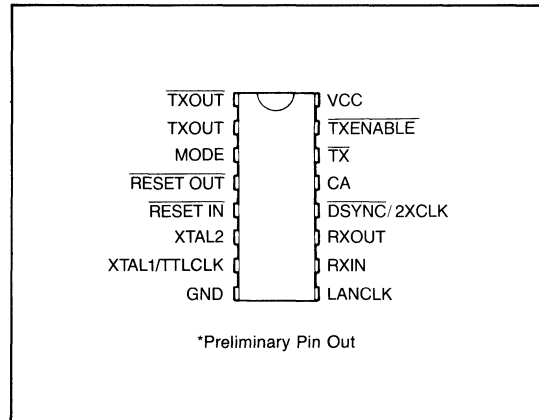 TXOUT VCC
TXOUT TXENABLE
MODE TX
RESET OUT CA
RESET IN DSYNC/ 2XCLK
XTAL2 RXOUT
XTAL1/TTLCLK RXIN
GND LANCLK
*Preliminary Pin Out